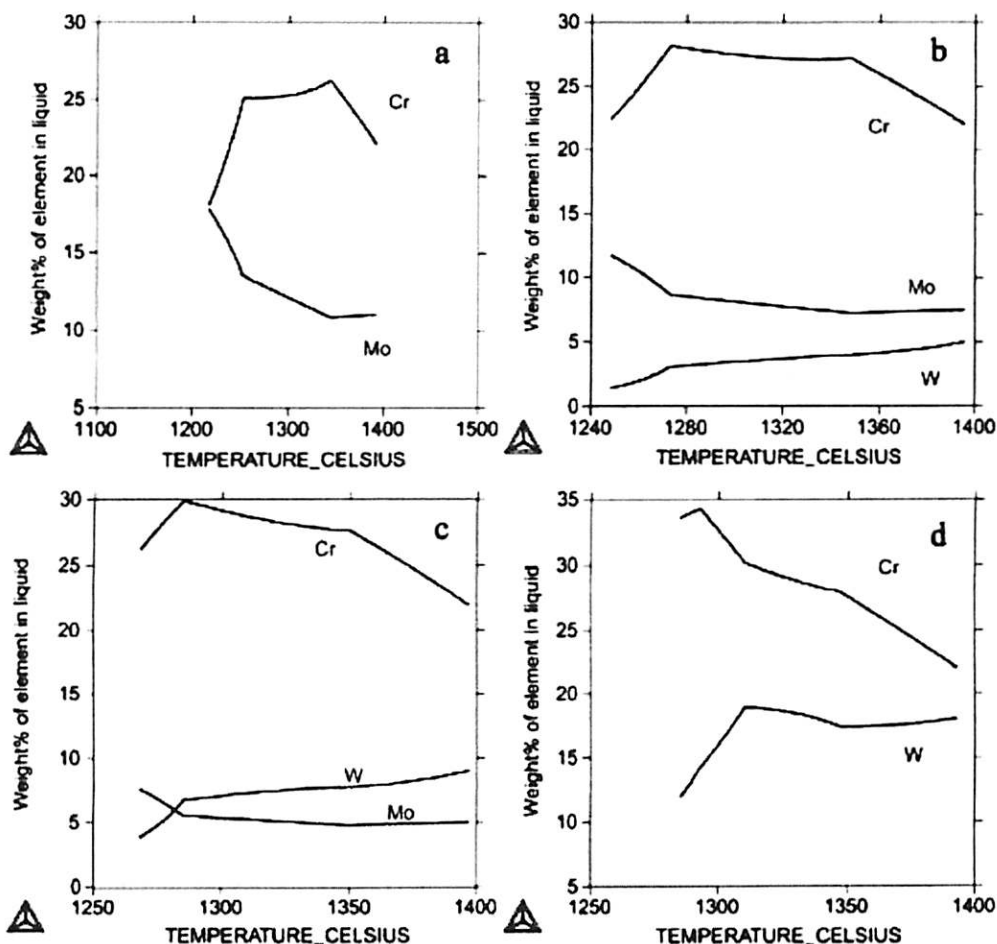 a
30
25
20
15
10
5
1100
1200
1300
1400
1500
Cr
Mo
Weight% of element in liquid
TEMPERATURE_CELSIUS
b
30
25
20
15
10
5
0
1240
1280
1320
1360
1400
Cr
Mo
W
Weight% of element in liquid
TEMPERATURE_CELSIUS
c
30
25
20
15
10
5
0
1250
1300
1350
1400
Cr
W
Mo
Weight% of element in liquid
TEMPERATURE_CELSIUS
d
35
30
25
20
15
10
5
1250
1300
1350
1400
Cr
W
Weight% of element in liquid
TEMPERATURE_CELSIUS